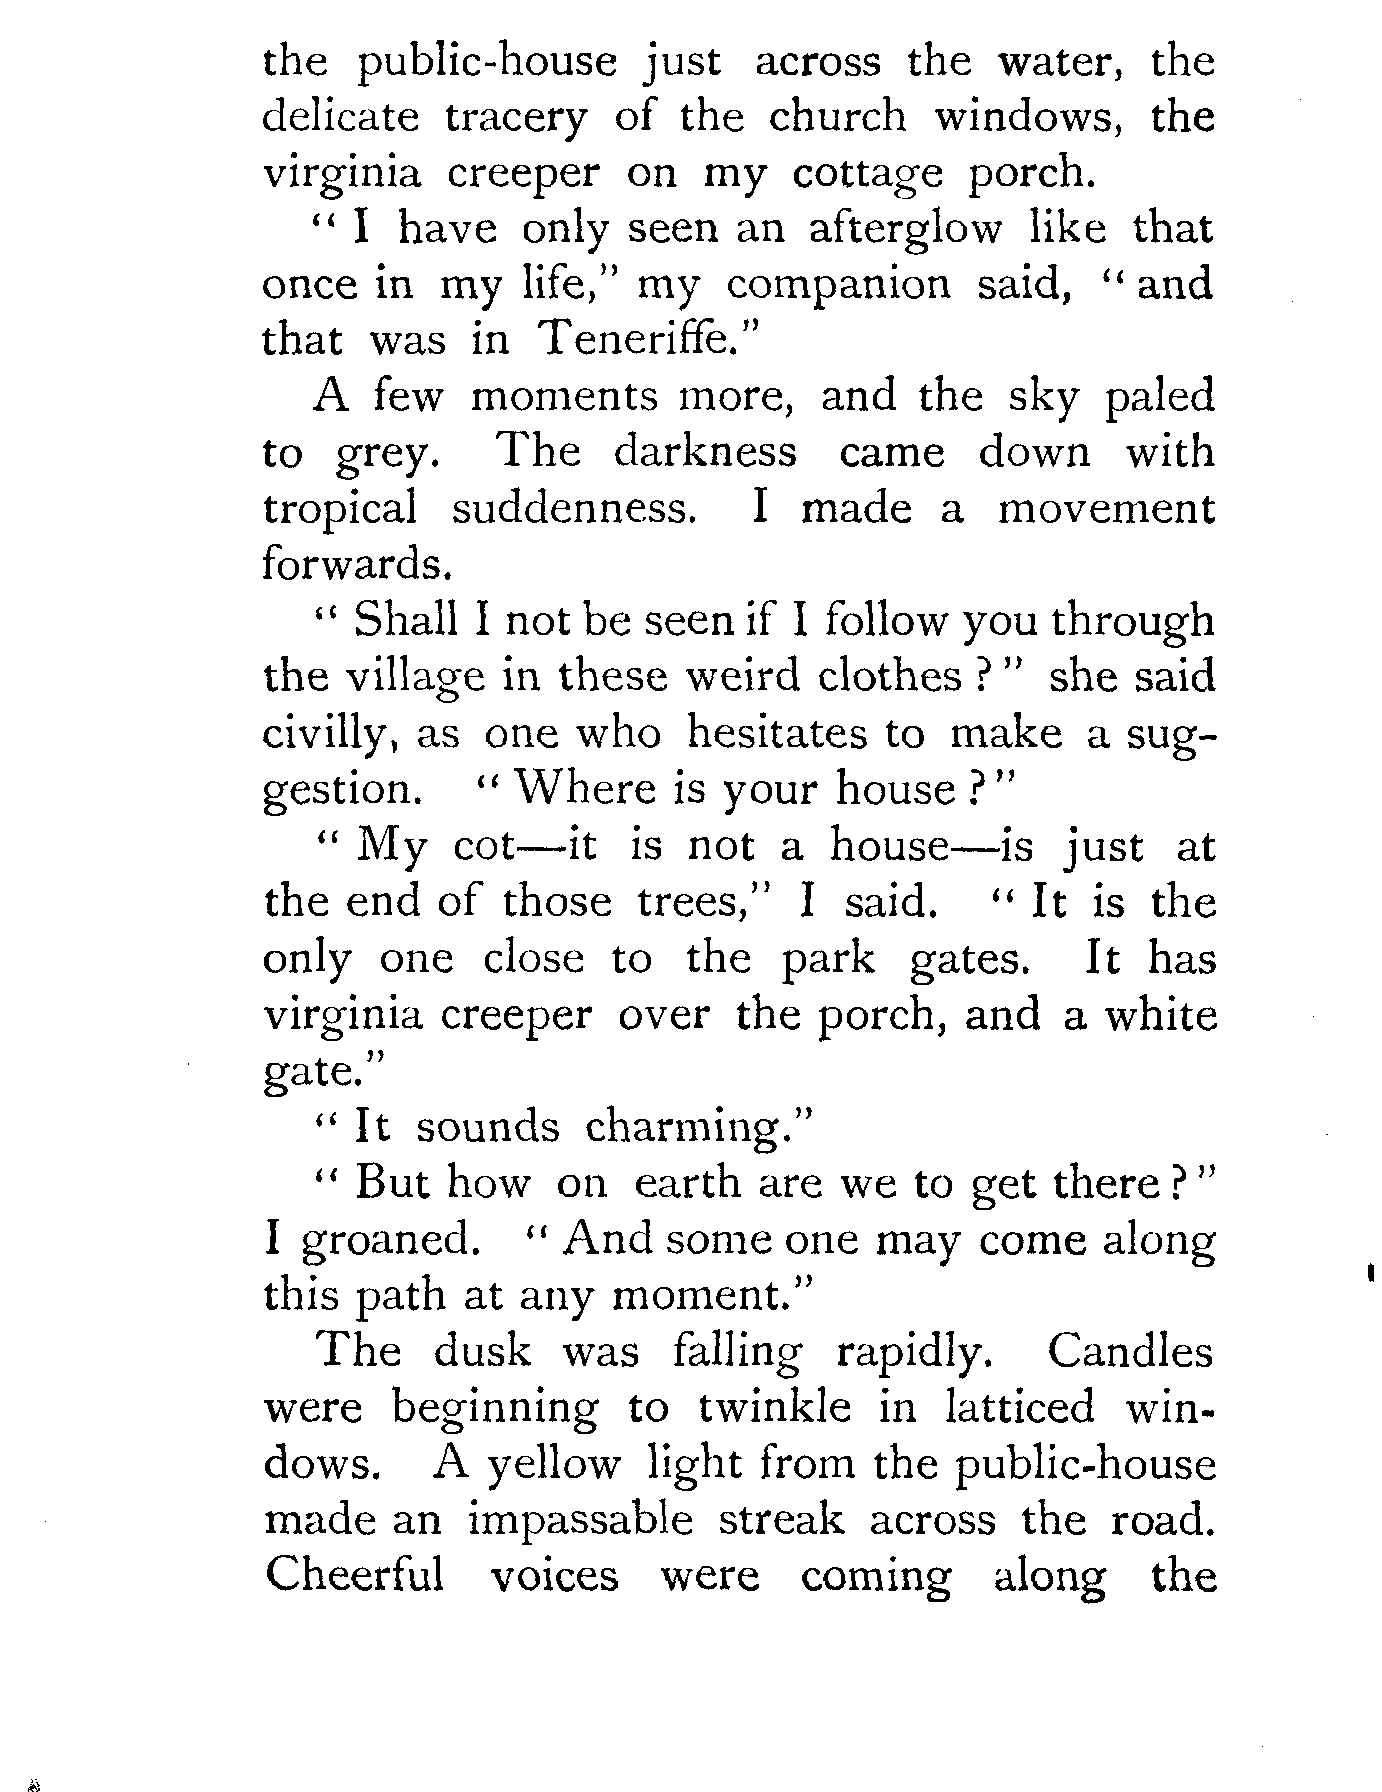 the public-house just across the water, the
delicate tracery of the church windows, the
virginia creeper on my cottage porch.
“ I have only seen an afterglow like that
once in my life,” my companion said, “ and
that was in Teneriffe.”
A few moments more, and the sky paled
to grey. The darkness came down with
tropical suddenness. I made a movement
forwards.
“ Shall I not be seen if I follow you through
the village in these weird clothes ? ” she said
civilly, as one who hesitates to make a sug-
gestion. “ Where is your house ? ”
“ My cot—it is not a house—is just at
the end of those trees,” I said. “ It is the
only one close to the park gates. It has
virginia creeper over the porch, and a white
gate.”
“ It sounds charming.”
“ But how on earth are we to get there ? ”
I groaned. “ And some one may come along
this path at any moment.”
The dusk was falling rapidly. Candles
were beginning to twinkle in latticed win-
dows. A yellow light from the public-house
made an impassable streak across the road.
Cheerful voices were coming along the